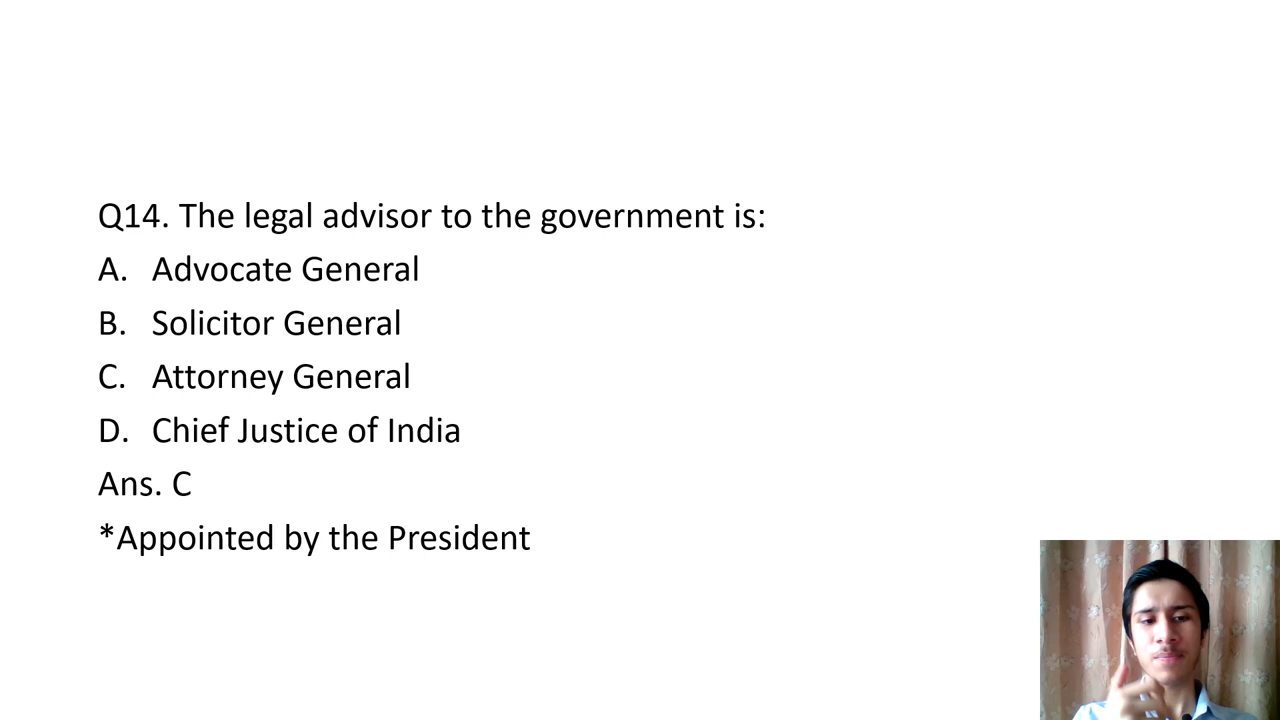 Q14. The legal advisor to the government is:
A. Advocate General
B. Solicitor General
C. Attorney General
D. Chief Justice of India
Ans. C
*Appointed by the President